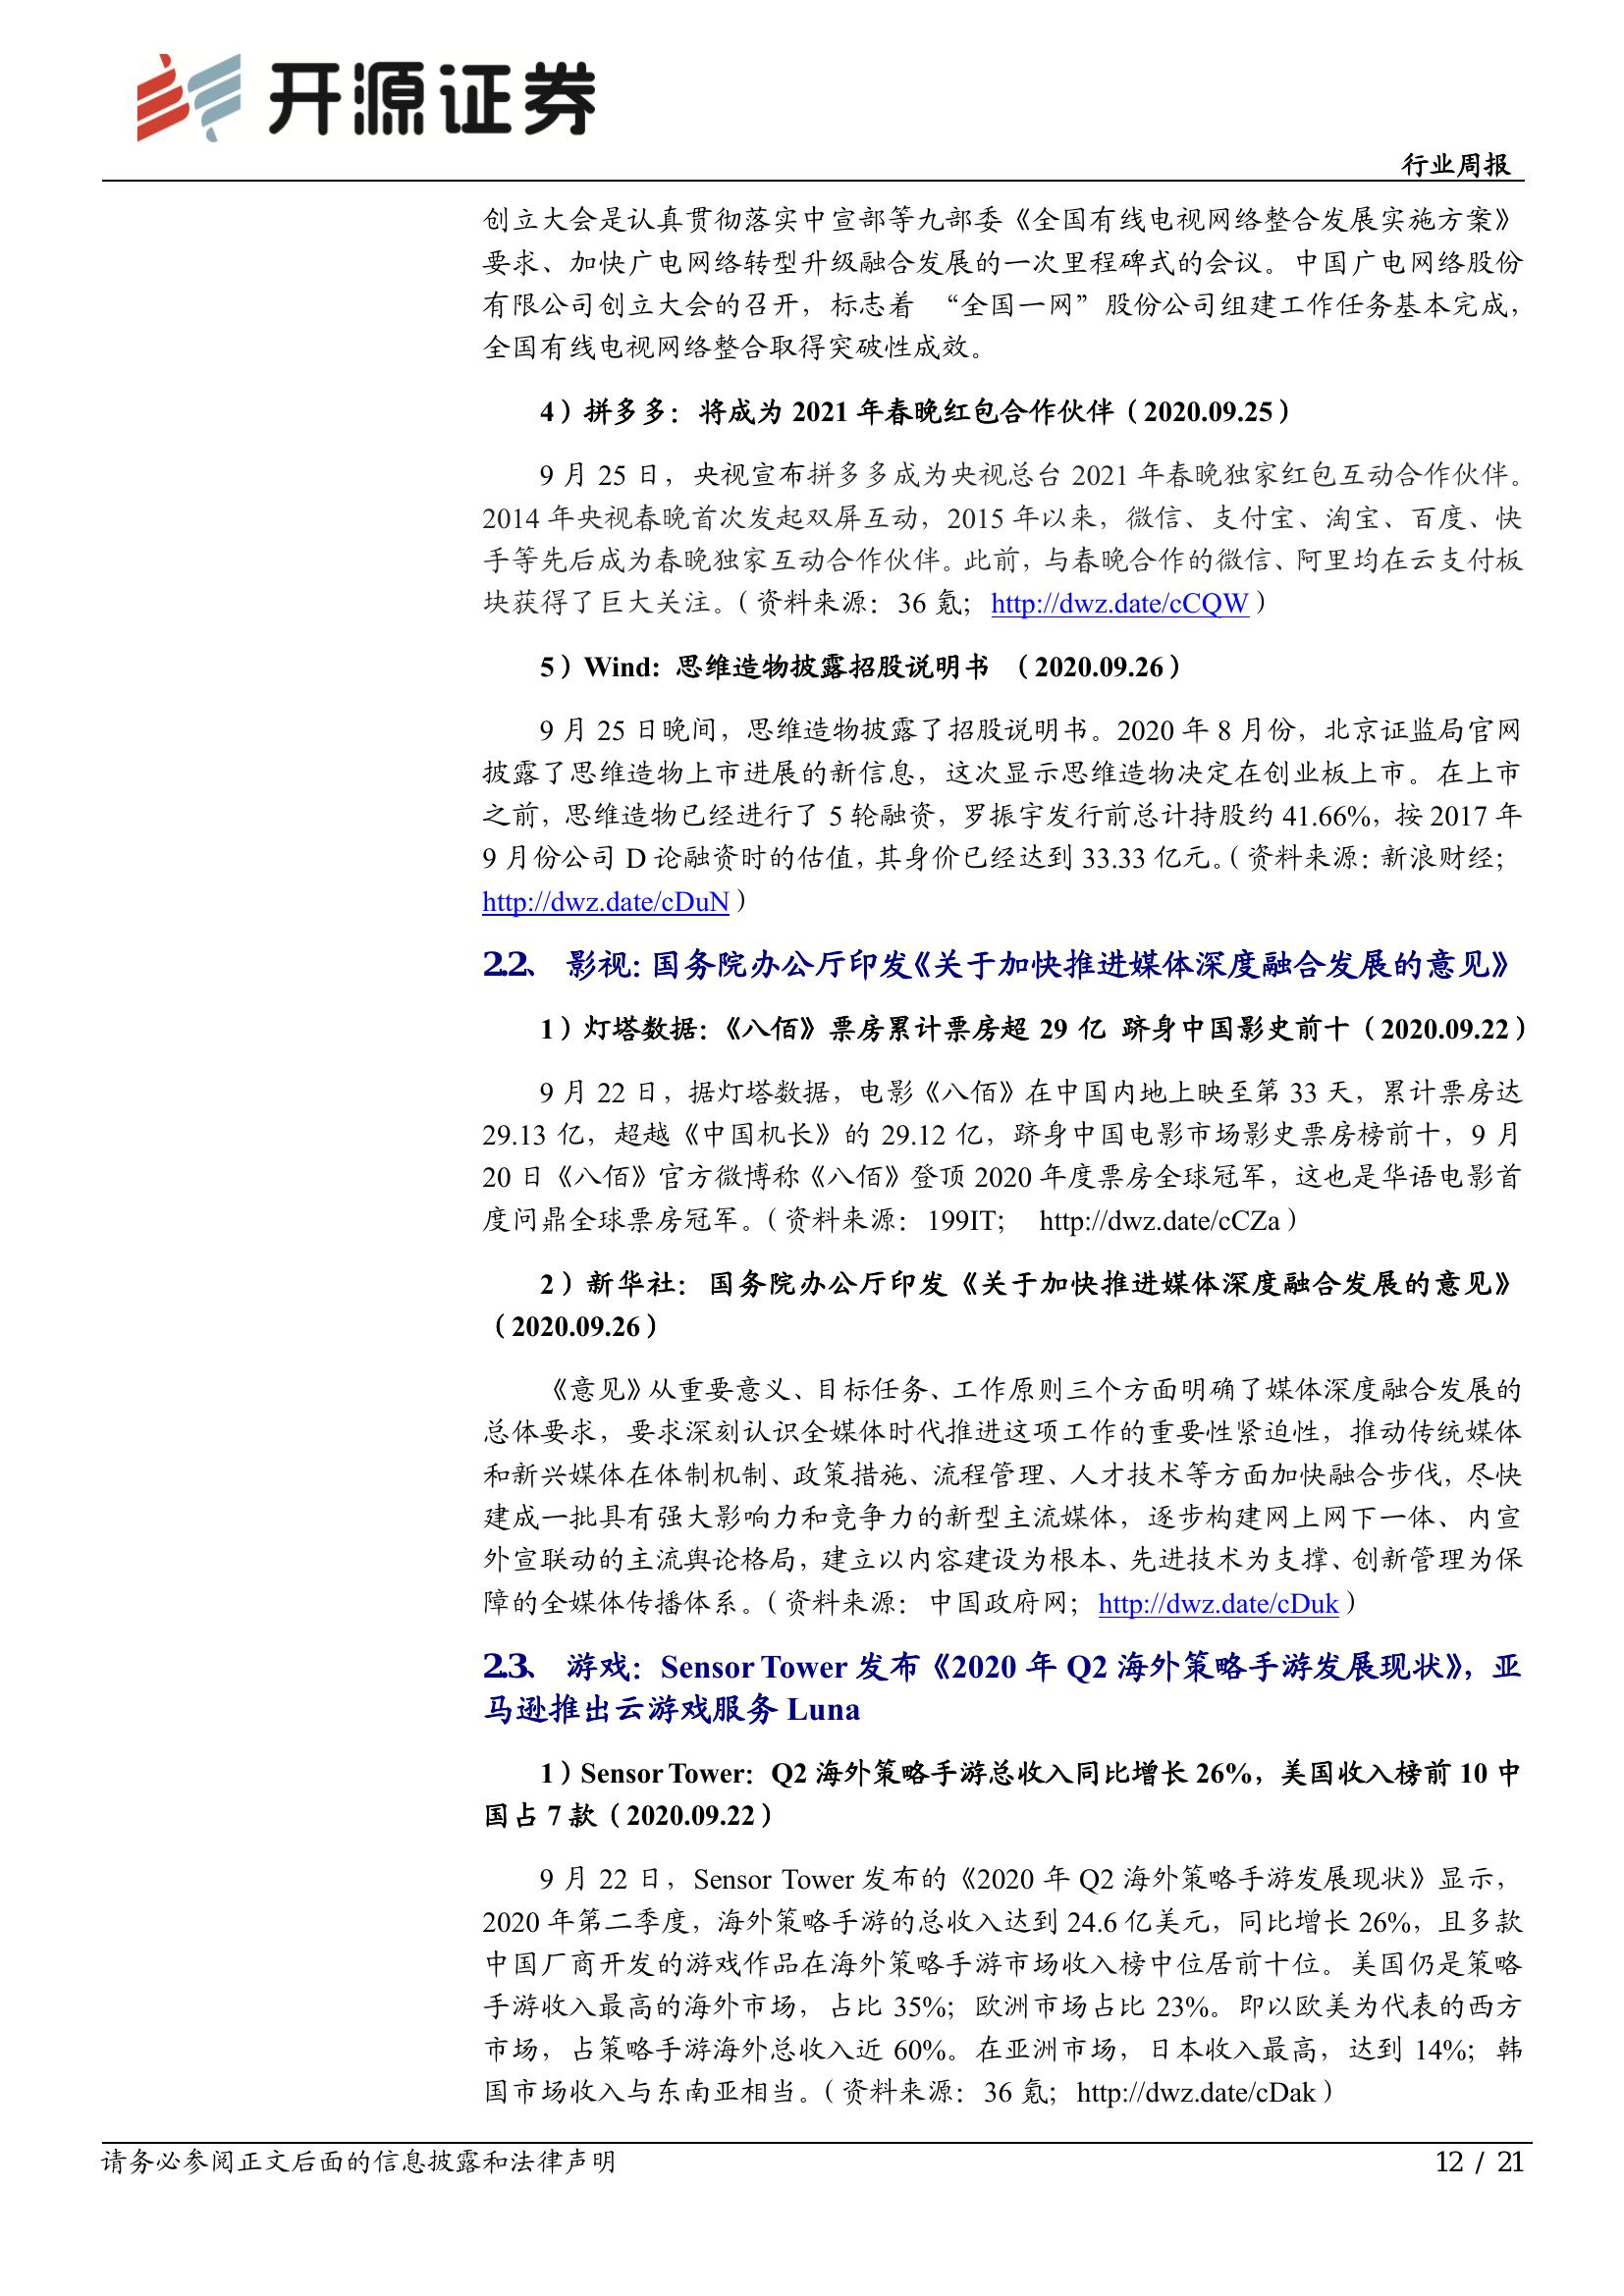 开源证券
行业周报
创立大会是认真贯彻落实中宣部等九部委《全国有线电视网络整合发展实施方案》
要求、加快广电网络转型升级融合发展的一次里程碑式的会议。中国广电网络股份
有限公司创立大会的召开，标志着 “全国一网”股份公司组建工作任务基本完成，
全国有线电视网络整合取得突破性成效。
4）拼多多：将成为 2021 年春晚红包合作伙伴（2020.09.25）
9 月 25 日，央视宣布拼多多成为央视总台 2021 年春晚独家红包互动合作伙伴。
2014 年央视春晚首次发起双屏互动，2015 年以来，微信、支付宝、淘宝、百度、快
手等先后成为春晚独家互动合作伙伴。此前，与春晚合作的微信、阿里均在云支付板
块获得了巨大关注。（资料来源：36 氪；http://dwz.date/cCQW）
5）Wind: 思维造物披露招股说明书 （2020.09.26）
9 月 25 日晚间，思维造物披露了招股说明书。2020 年 8 月份，北京证监局官网
披露了思维造物上市进展的新信息，这次显示思维造物决定在创业板上市。在上市
之前，思维造物已经进行了 5 轮融资，罗振宇发行前总计持股约 41.66%，按 2017 年
9 月份公司 D 论融资时的估值，其身价已经达到 33.33 亿元。（资料来源：新浪财经；
http://dwz.date/cDuN）
2.2、 影视：国务院办公厅印发《关于加快推进媒体深度融合发展的意见》
1）灯塔数据：《八佰》票房累计票房超 29 亿 跻身中国影史前十（2020.09.22）
9 月 22 日，据灯塔数据，电影《八佰》在中国内地上映至第 33 天，累计票房达
29.13 亿，超越《中国机长》的 29.12 亿，跻身中国电影市场影史票房榜前十，9 月
20 日《八佰》官方微博称《八佰》登顶 2020 年度票房全球冠军，这也是华语电影首
度问鼎全球票房冠军。（资料来源：199IT； http://dwz.date/cCZa）
2）新华社：国务院办公厅印发《关于加快推进媒体深度融合发展的意见》
（2020.09.26）
《意见》从重要意义、目标任务、工作原则三个方面明确了媒体深度融合发展的
总体要求，要求深刻认识全媒体时代推进这项工作的重要性紧迫性，推动传统媒体
和新兴媒体在体制机制、政策措施、流程管理、人才技术等方面加快融合步伐，尽快
建成一批具有强大影响力和竞争力的新型主流媒体，逐步构建网上网下一体、内宣
外宣联动的主流舆论格局，建立以内容建设为根本、先进技术为支撑、创新管理为保
障的全媒体传播体系。（资料来源：中国政府网；http://dwz.date/cDuk）
2.3、 游戏：Sensor Tower 发布《2020 年 Q2 海外策略手游发展现状》，亚
马逊推出云游戏服务 Luna
1）Sensor Tower：Q2 海外策略手游总收入同比增长 26%，美国收入榜前 10 中
国占 7 款（2020.09.22）
9 月 22 日，Sensor Tower 发布的《2020 年 Q2 海外策略手游发展现状》显示，
2020 年第二季度，海外策略手游的总收入达到 24.6 亿美元，同比增长 26%，且多款
中国厂商开发的游戏作品在海外策略手游市场收入榜中位居前十位。美国仍是策略
手游收入最高的海外市场，占比 35%；欧洲市场占比 23%。即以欧美为代表的西方
市场，占策略手游海外总收入近 60%。在亚洲市场，日本收入最高，达到 14%；韩
国市场收入与东南亚相当。（资料来源：36 氪；http://dwz.date/cDak）
请务必参阅正文后面的信息披露和法律声明
12 / 21